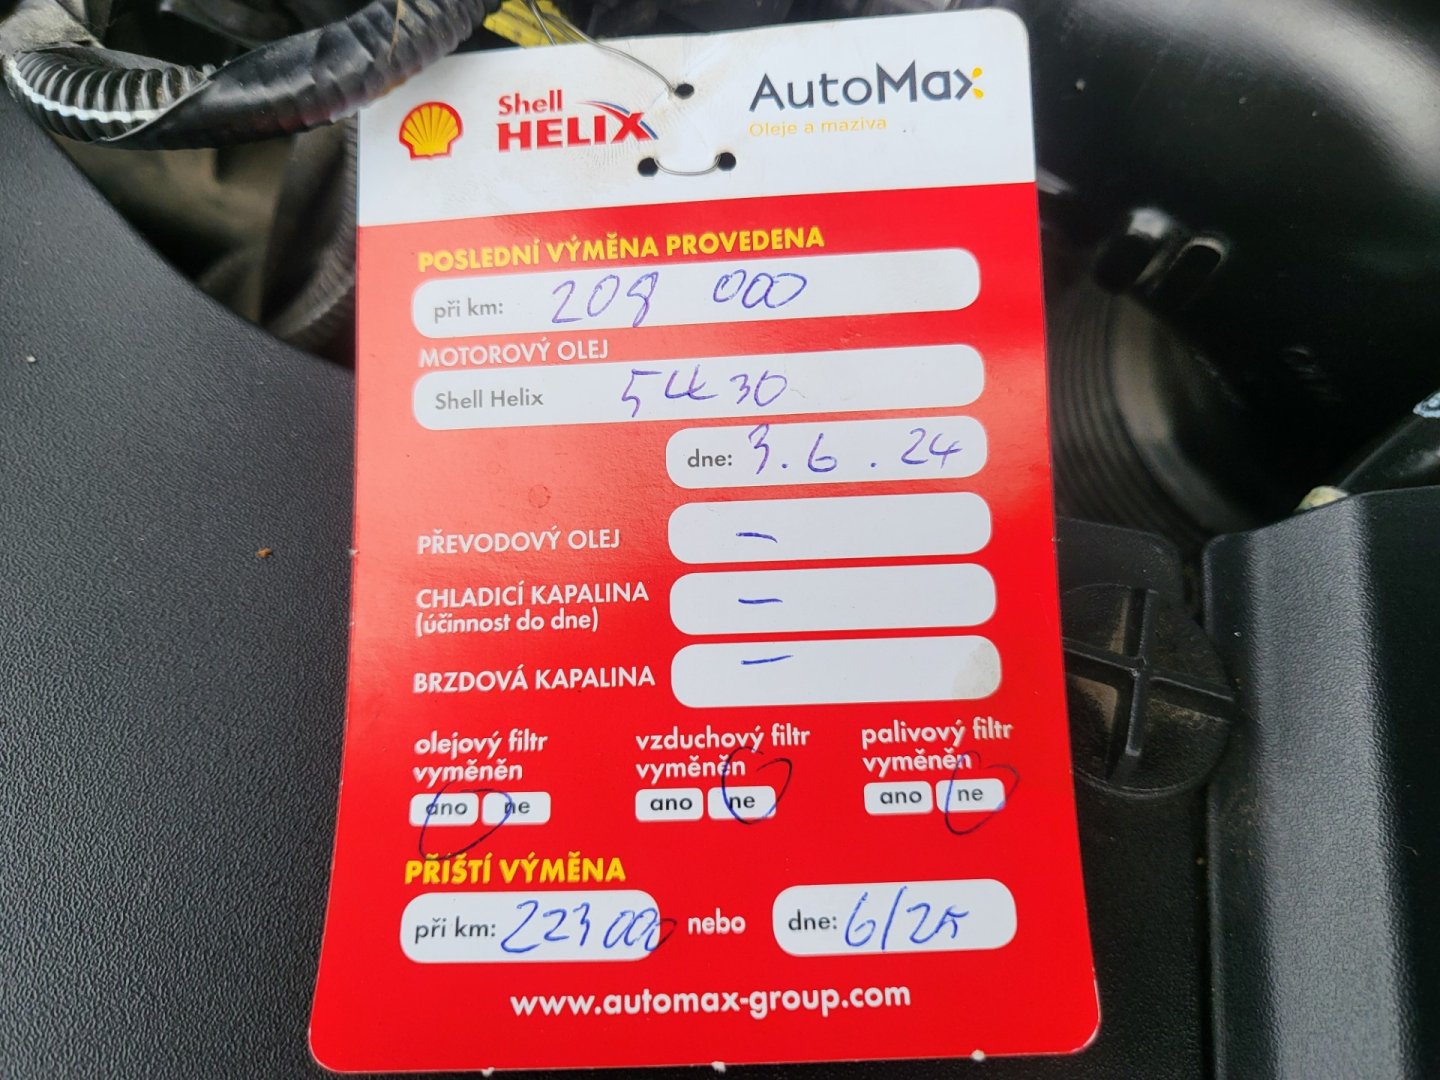 Shell
HELIX
AutoMax
Oleje a maziva
POSLEDNÍ VÝMĚNA PROVEDENA
při km: 208 000
MOTOROVÝ OLEJ
Shell Helix 5W30
dne: 3.6.24
PŘEVODOVÝ OLEJ –
CHLADICÍ KAPALINA –
(účinnost do dne)
BRZDOVÁ KAPALINA –
olejový filtr vyměněn
ano ne
vzduchový filtr vyměněn
ano ne
palivový filtr vyměněn
ano ne
PŘÍŠTÍ VÝMĚNA
při km: 223 000 nebo dne: 6/25
www.automax-group.com